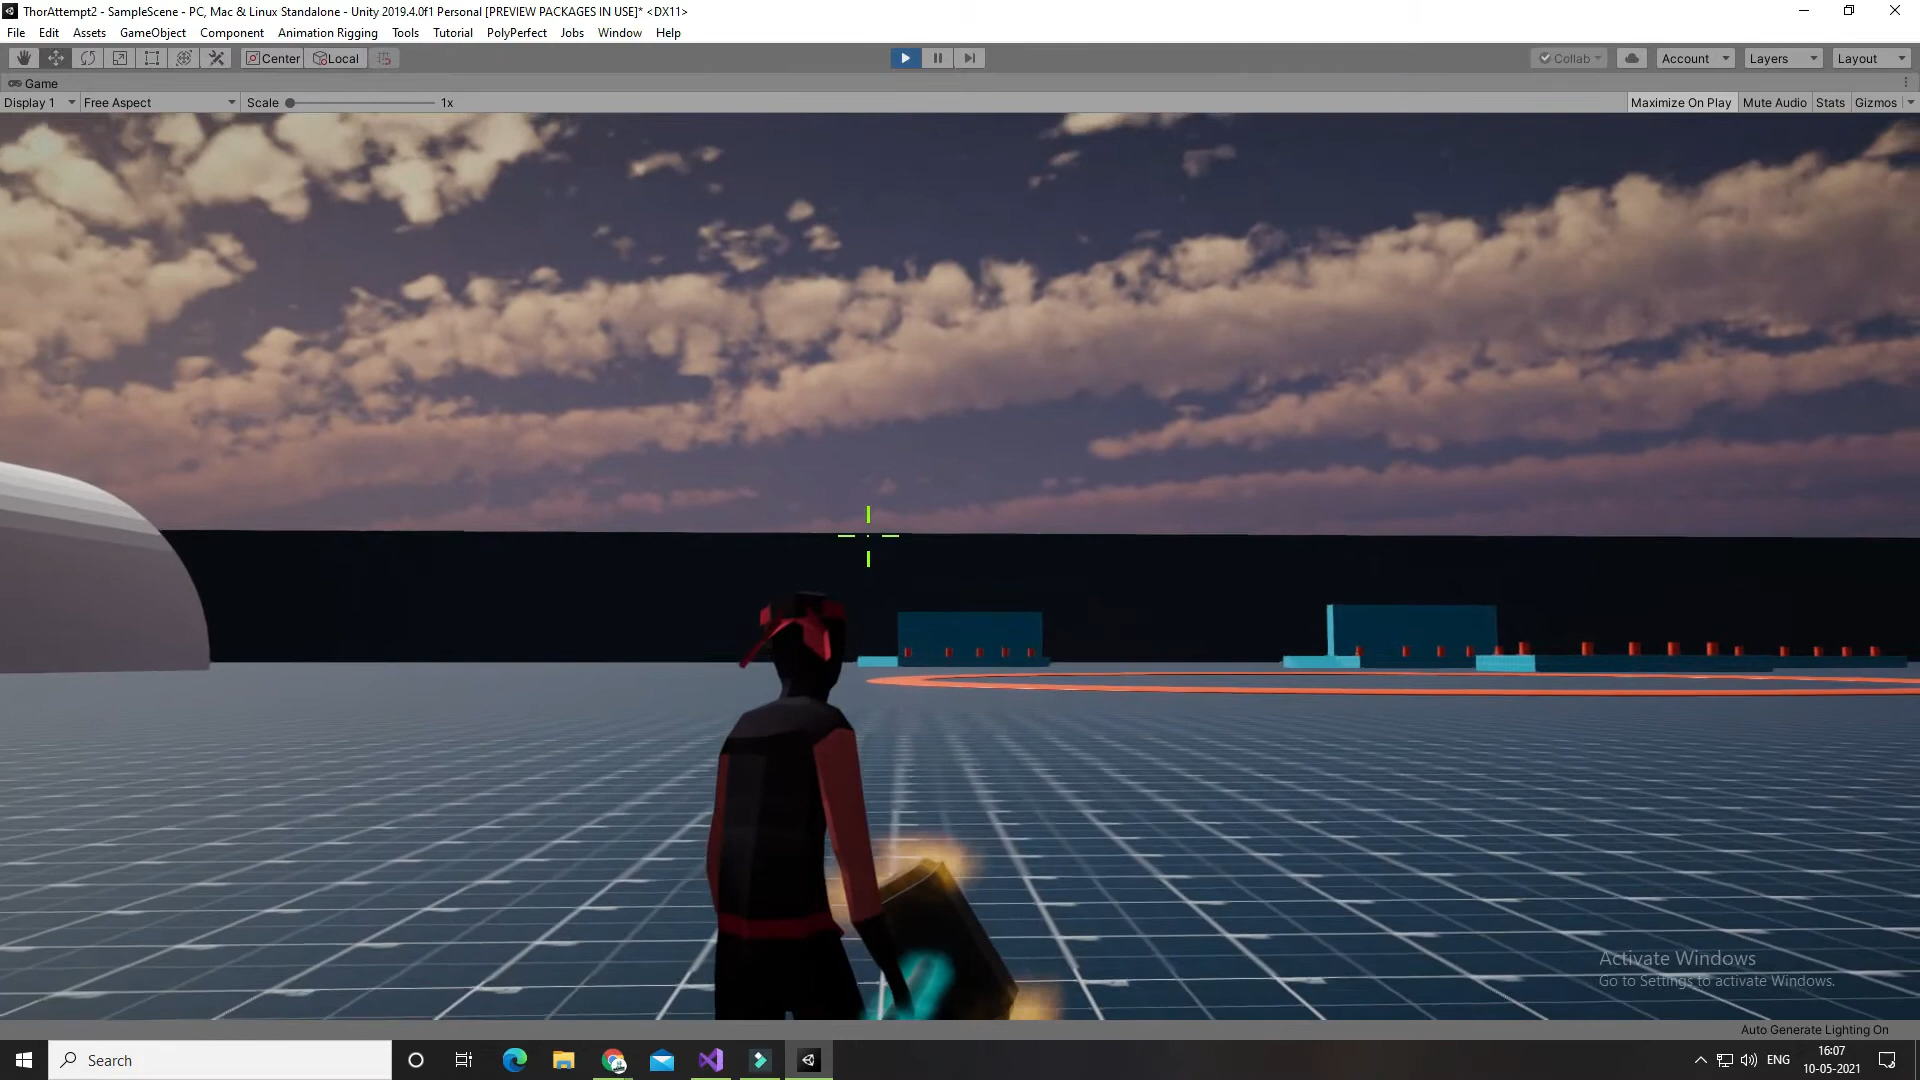 ThorAttempt2 - SampleScene - PC, Mac & Linux Standalone - Unity 2019.4.0f1 Personal [PREVIEW PACKAGES IN USE]* <DX11>
File Edit Assets GameObject Component Animation Rigging Tools Tutorial PolyPerfect Jobs Window Help
Center Local Collab Account Layers Layout
Game
Display 1 Free Aspect Scale 1x Maximize On Play Mute Audio Stats Gizmos
Activate Windows
Go to Settings to activate Windows.
Auto Generate Lighting On
Search ENG 16:07
10-05-2021